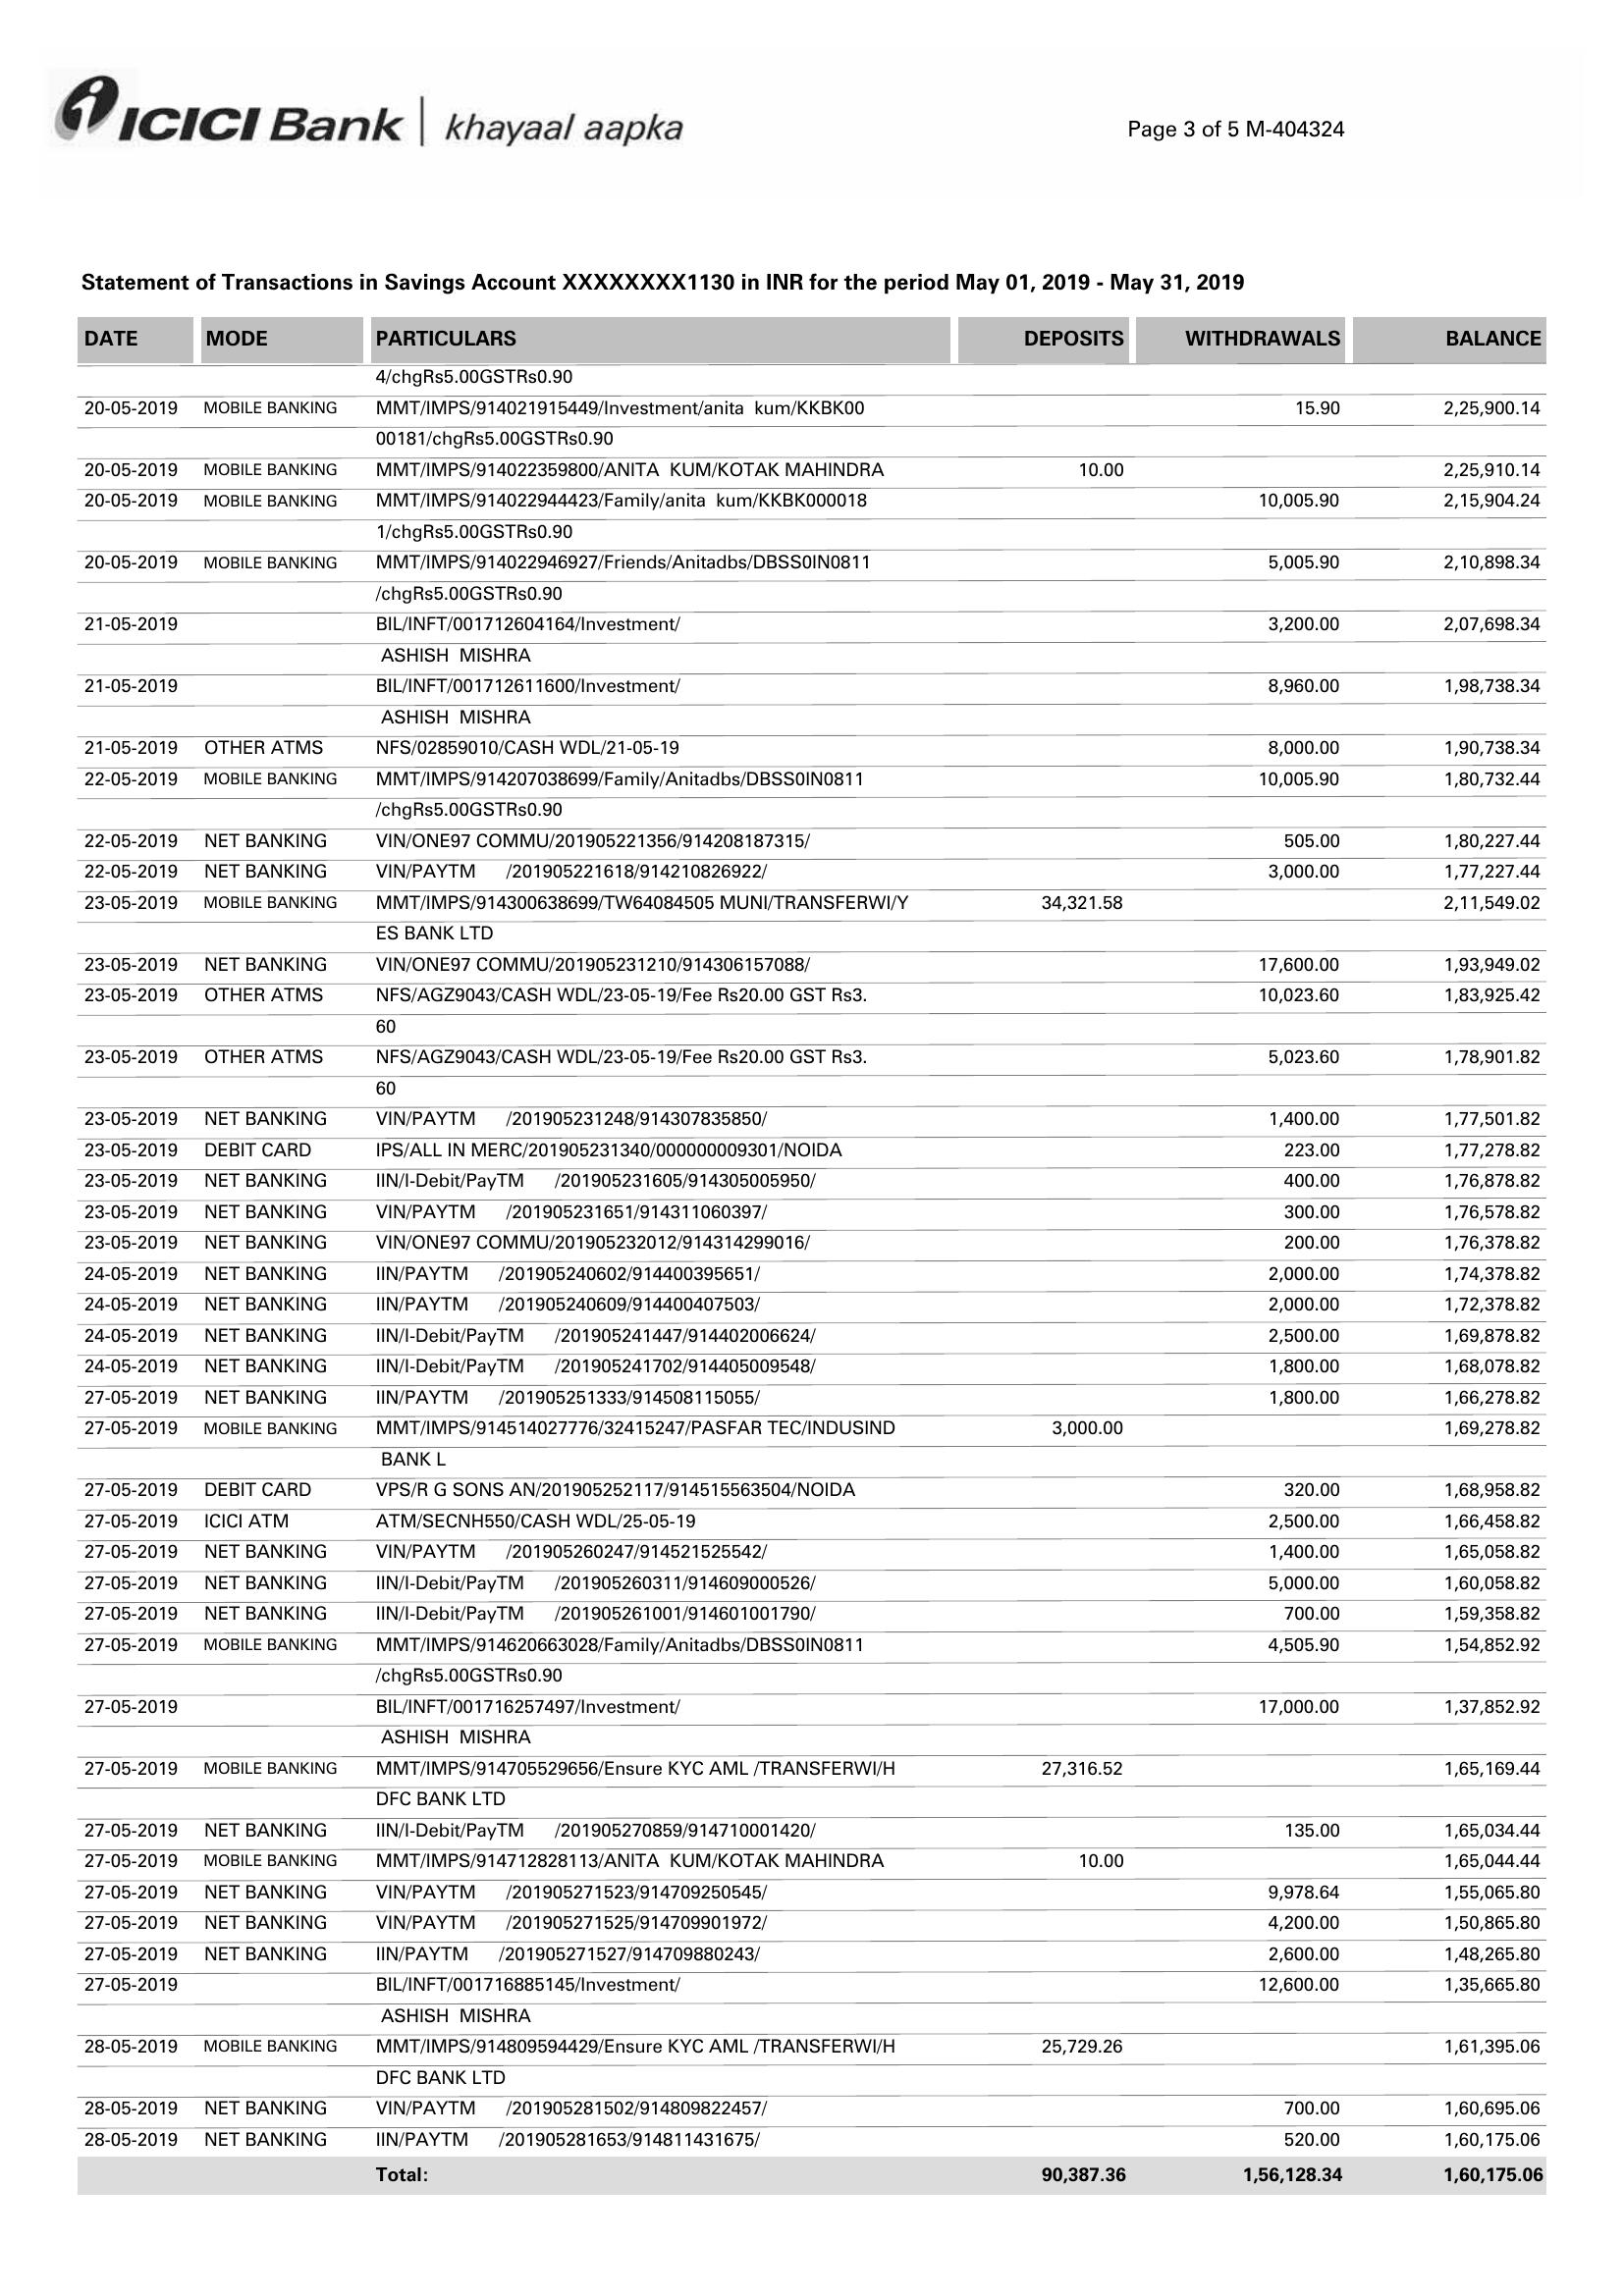 ICICI Bank | khayaal aapka
Page 3 of 5 M-404324
Statement of Transactions in Savings Account XXXXXXXX1130 in INR for the period May 01, 2019 - May 31, 2019
DATE MODE PARTICULARS DEPOSITS WITHDRAWALS BALANCE
4/chgRs5.00GSTRs0.90
20-05-2019 MOBILE BANKING MMT/IMPS/914021915449/Investment/anita kum/KKBK00 15.90 2,25,900.14
00181/chgRs5.00GSTRs0.90
20-05-2019 MOBILE BANKING MMT/IMPS/914022359800/ANITA KUM/KOTAK MAHINDRA 10.00 2,25,910.14
20-05-2019 MOBILE BANKING MMT/IMPS/914022944423/Family/anita kum/KKBK000018 10,005.90 2,15,904.24
1/chgRs5.00GSTRs0.90
20-05-2019 MOBILE BANKING MMT/IMPS/914022946927/Friends/Anitadbs/DBSS0IN0811 5,005.90 2,10,898.34
/chgRs5.00GSTRs0.90
21-05-2019 BIL/INFT/001712604164/Investment/ 3,200.00 2,07,698.34
ASHISH MISHRA
21-05-2019 BIL/INFT/001712611600/Investment/ 8,960.00 1,98,738.34
ASHISH MISHRA
21-05-2019 OTHER ATMS NFS/02859010/CASH WDL/21-05-19 8,000.00 1,90,738.34
22-05-2019 MOBILE BANKING MMT/IMPS/914207038699/Family/Anitadbs/DBSS0IN0811 10,005.90 1,80,732.44
/chgRs5.00GSTRs0.90
22-05-2019 NET BANKING VIN/ONE97 COMMU/201905221356/914208187315/ 505.00 1,80,227.44
22-05-2019 NET BANKING VIN/PAYTM /201905221618/914210826922/ 3,000.00 1,77,227.44
23-05-2019 MOBILE BANKING MMT/IMPS/914300638699/TW64084505 MUNI/TRANSFERWI/Y 34,321.58 2,11,549.02
ES BANK LTD
23-05-2019 NET BANKING VIN/ONE97 COMMU/201905231210/914306157088/ 17,600.00 1,93,949.02
23-05-2019 OTHER ATMS NFS/AGZ9043/CASH WDL/23-05-19/Fee Rs20.00 GST Rs3. 10,023.60 1,83,925.42
60
23-05-2019 OTHER ATMS NFS/AGZ9043/CASH WDL/23-05-19/Fee Rs20.00 GST Rs3. 5,023.60 1,78,901.82
60
23-05-2019 NET BANKING VIN/PAYTM /201905231248/914307835850/ 1,400.00 1,77,501.82
23-05-2019 DEBIT CARD IPS/ALL IN MERC/201905231340/000000009301/NOIDA 223.00 1,77,278.82
23-05-2019 NET BANKING IIN/I-Debit/PayTM /201905231605/914305005950/ 400.00 1,76,878.82
23-05-2019 NET BANKING VIN/PAYTM /201905231651/914311060397/ 300.00 1,76,578.82
23-05-2019 NET BANKING VIN/ONE97 COMMU/201905232012/914314299016/ 200.00 1,76,378.82
24-05-2019 NET BANKING IIN/PAYTM /201905240602/914400395651/ 2,000.00 1,74,378.82
24-05-2019 NET BANKING IIN/PAYTM /201905240609/914400407503/ 2,000.00 1,72,378.82
24-05-2019 NET BANKING IIN/I-Debit/PayTM /201905241447/914402006624/ 2,500.00 1,69,878.82
24-05-2019 NET BANKING IIN/I-Debit/PayTM /201905241702/914405009548/ 1,800.00 1,68,078.82
27-05-2019 NET BANKING IIN/PAYTM /201905251333/914508115055/ 1,800.00 1,66,278.82
27-05-2019 MOBILE BANKING MMT/IMPS/914514027776/32415247/PASFAR TEC/INDUSIND 3,000.00 1,69,278.82
BANK L
27-05-2019 DEBIT CARD VPS/R G SONS AN/201905252117/914515563504/NOIDA 320.00 1,68,958.82
27-05-2019 ICICI ATM ATM/SECNH550/CASH WDL/25-05-19 2,500.00 1,66,458.82
27-05-2019 NET BANKING VIN/PAYTM /201905260247/914521525542/ 1,400.00 1,65,058.82
27-05-2019 NET BANKING IIN/I-Debit/PayTM /201905260311/914609000526/ 5,000.00 1,60,058.82
27-05-2019 NET BANKING IIN/I-Debit/PayTM /201905261001/914601001790/ 700.00 1,59,358.82
27-05-2019 MOBILE BANKING MMT/IMPS/914620663028/Family/Anitadbs/DBSS0IN0811 4,505.90 1,54,852.92
/chgRs5.00GSTRs0.90
27-05-2019 BIL/INFT/001716257497/Investment/ 17,000.00 1,37,852.92
ASHISH MISHRA
27-05-2019 MOBILE BANKING MMT/IMPS/914705529656/Ensure KYC AML /TRANSFERWI/H 27,316.52 1,65,169.44
DFC BANK LTD
27-05-2019 NET BANKING IIN/I-Debit/PayTM /201905270859/914710001420/ 135.00 1,65,034.44
27-05-2019 MOBILE BANKING MMT/IMPS/914712828113/ANITA KUM/KOTAK MAHINDRA 10.00 1,65,044.44
27-05-2019 NET BANKING VIN/PAYTM /201905271523/914709250545/ 9,978.64 1,55,065.80
27-05-2019 NET BANKING VIN/PAYTM /201905271525/914709901972/ 4,200.00 1,50,865.80
27-05-2019 NET BANKING IIN/PAYTM /201905271527/914709880243/ 2,600.00 1,48,265.80
27-05-2019 BIL/INFT/001716885145/Investment/ 12,600.00 1,35,665.80
ASHISH MISHRA
28-05-2019 MOBILE BANKING MMT/IMPS/914809594429/Ensure KYC AML /TRANSFERWI/H 25,729.26 1,61,395.06
DFC BANK LTD
28-05-2019 NET BANKING VIN/PAYTM /201905281502/914809822457/ 700.00 1,60,695.06
28-05-2019 NET BANKING IIN/PAYTM /201905281653/914811431675/ 520.00 1,60,175.06
Total: 90,387.36 1,56,128.34 1,60,175.06